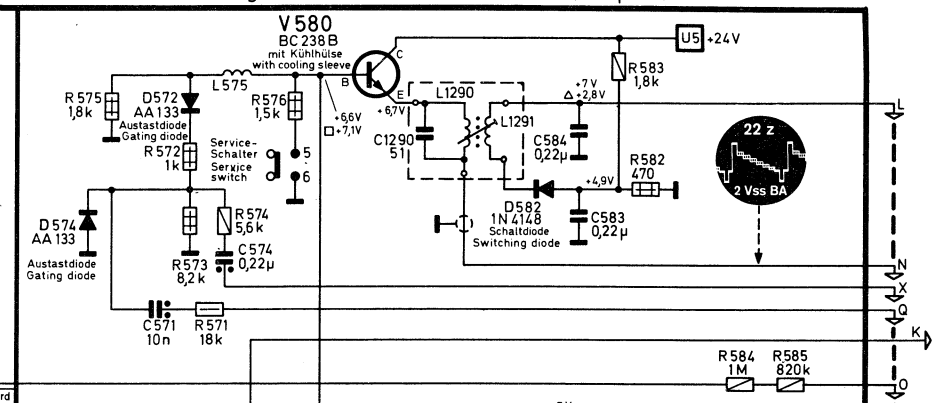 V580
BC 238 B
mit Kühlhülse
with cooling sleeve
C
B
E
U5
+24V
R583
1,8k
L575
R575
1,8k
D572
AA 133
Austastdiode
Gating diode
R576
1,5k
+6,6V
+7,1V
+6,7V
L1290
L1291
C1290
51
+7V
+2,8V
C584
0,22µ
22 z
2 Vss BA
L
R572
1k
Service-
Schalter
Service
switch
5
6
+4,9V
R582
470
D582
1N 4148
Schaltdiode
Switching diode
C583
0,22µ
D574
AA 133
Austastdiode
Gating diode
R573
8,2k
R574
5,6k
C574
0,22µ
N
X
Q
C571
10n
R571
18k
K
R584
1M
R585
820k
O
rd